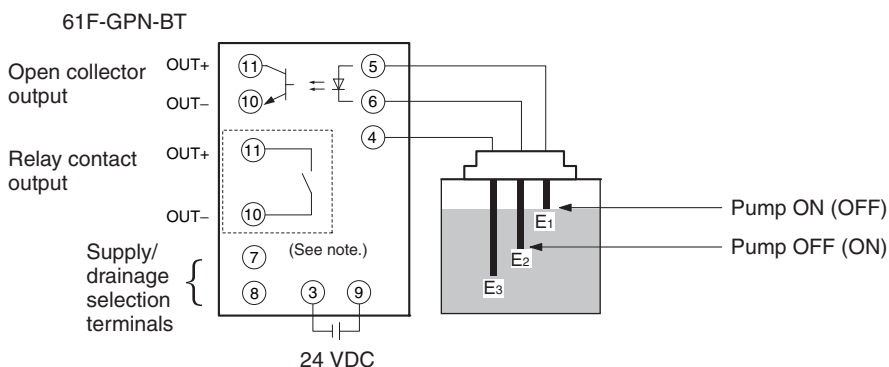 61F-GPN-BT
Open collector
output
OUT+
OUT−
11
10
5
6
4
Relay contact
output
OUT+
OUT−
11
10
Supply/
drainage
selection
terminals
{
7
8
(See note.)
3
9
24 VDC
E1
E2
E3
Pump ON (OFF)
Pump OFF (ON)